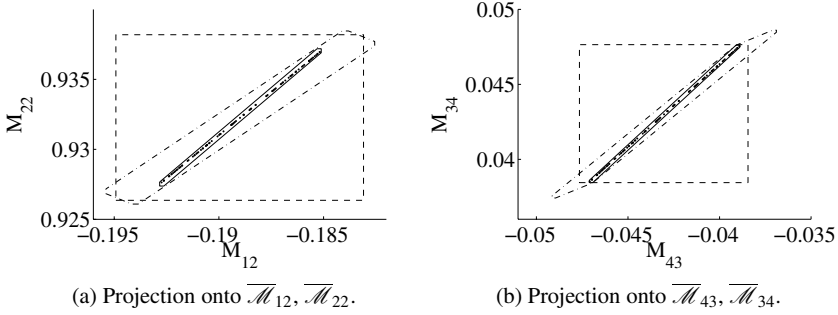 0.935
0.93
0.925
M22
−0.195
−0.19
−0.185
M12
0.05
0.045
0.04
M34
−0.05
−0.045
−0.04
−0.035
M43
(a) Projection onto ℳ̅12, ℳ̅22.
(b) Projection onto ℳ̅43, ℳ̅34.